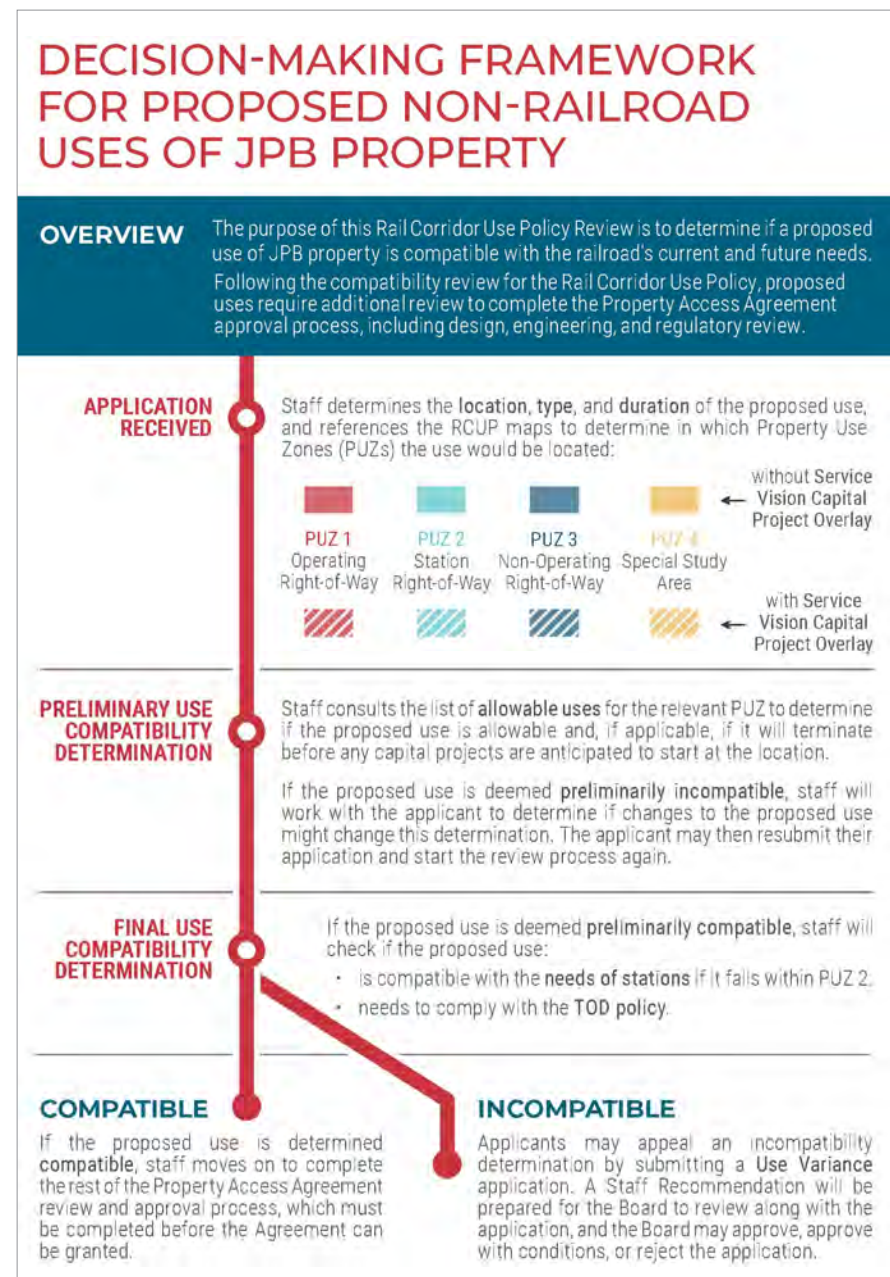 DECISION-MAKING FRAMEWORK
FOR PROPOSED NON-RAILROAD
USES OF JPB PROPERTY
OVERVIEW
The purpose of this Rail Corridor Use Policy Review is to determine if a proposed
use of JPB property is compatible with the railroad's current and future needs.
Following the compatibility review for the Rail Corridor Use Policy, proposed
uses require additional review to complete the Property Access Agreement
approval process, including design, engineering, and regulatory review.
APPLICATION
RECEIVED
Staff determines the location, type, and duration of the proposed use,
and references the RCUP maps to determine in which Property Use
Zones (PUZs) the use would be located:
without Service
Vision Capital
Project Overlay
PUZ 1
Operating
Right-of-Way
PUZ 2
Station
Right-of-Way
PUZ 3
Non-Operating
Right-of-Way
PUZ 4
Special Study
Area
with Service
Vision Capital
Project Overlay
PRELIMINARY USE
COMPATIBILITY
DETERMINATION
Staff consults the list of allowable uses for the relevant PUZ to determine
if the proposed use is allowable and, if applicable, if it will terminate
before any capital projects are anticipated to start at the location.
If the proposed use is deemed preliminarily incompatible, staff will
work with the applicant to determine if changes to the proposed use
might change this determination. The applicant may then resubmit their
application and start the review process again.
FINAL USE
COMPATIBILITY
DETERMINATION
If the proposed use is deemed preliminarily compatible, staff will
check if the proposed use:
• is compatible with the needs of stations if it falls within PUZ 2.
• needs to comply with the TOD policy.
COMPATIBLE
If the proposed use is determined
compatible, staff moves on to complete
the rest of the Property Access Agreement
review and approval process, which must
be completed before the Agreement can
be granted.
INCOMPATIBLE
Applicants may appeal an incompatibility
determination by submitting a Use Variance
application. A Staff Recommendation will be
prepared for the Board to review along with the
application, and the Board may approve, approve
with conditions, or reject the application.